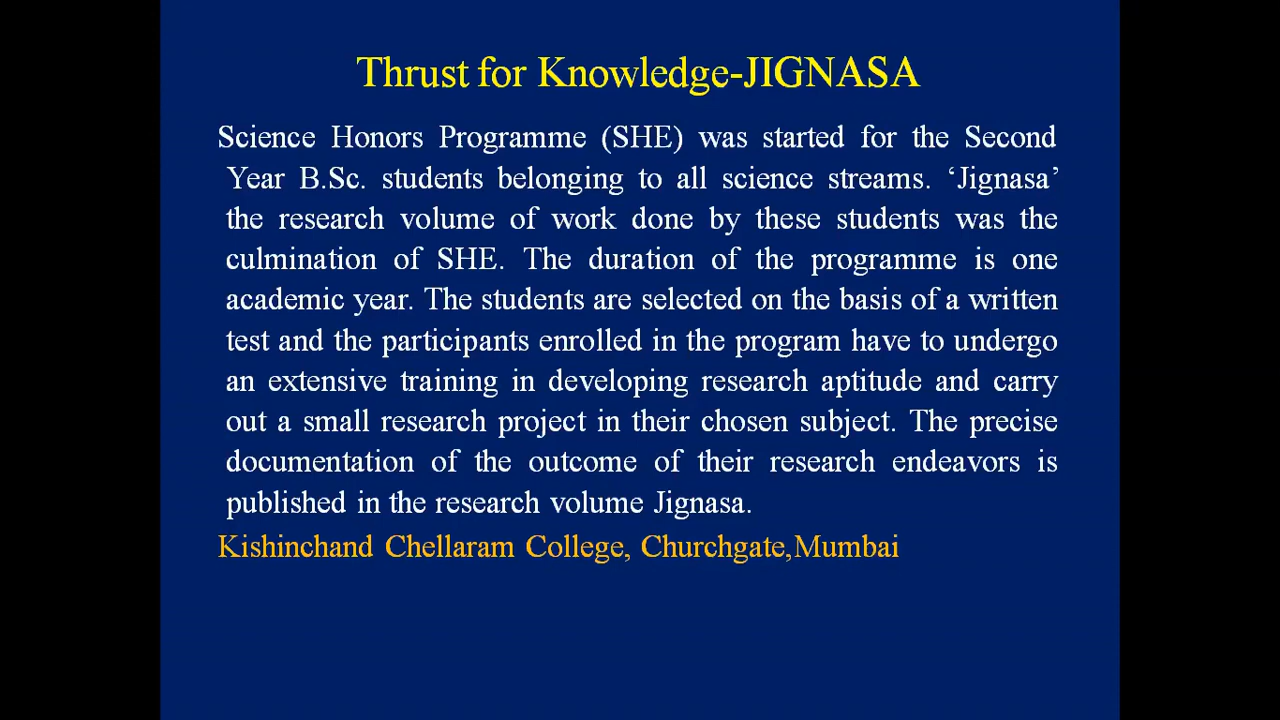 Thrust for Knowledge-JIGNASA
Science Honors Programme (SHE) was started for the Second
Year B.Sc. students belonging to all science streams. ‘Jignasa’
the research volume of work done by these students was the
culmination of SHE. The duration of the programme is one
academic year. The students are selected on the basis of a written
test and the participants enrolled in the program have to undergo
an extensive training in developing research aptitude and carry
out a small research project in their chosen subject. The precise
documentation of the outcome of their research endeavors is
published in the research volume Jignasa.
Kishinchand Chellaram College, Churchgate,Mumbai